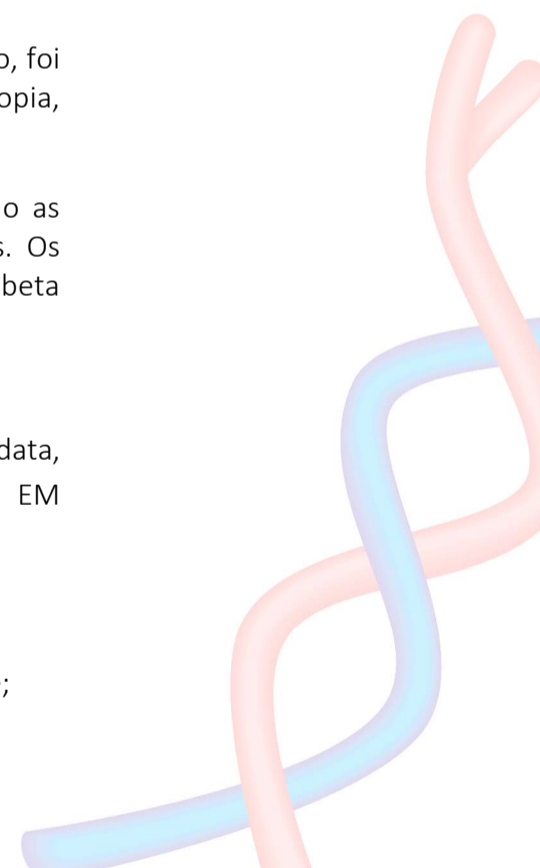 o, foi
opia,
o as
s. Os
beta
data,
EM
;